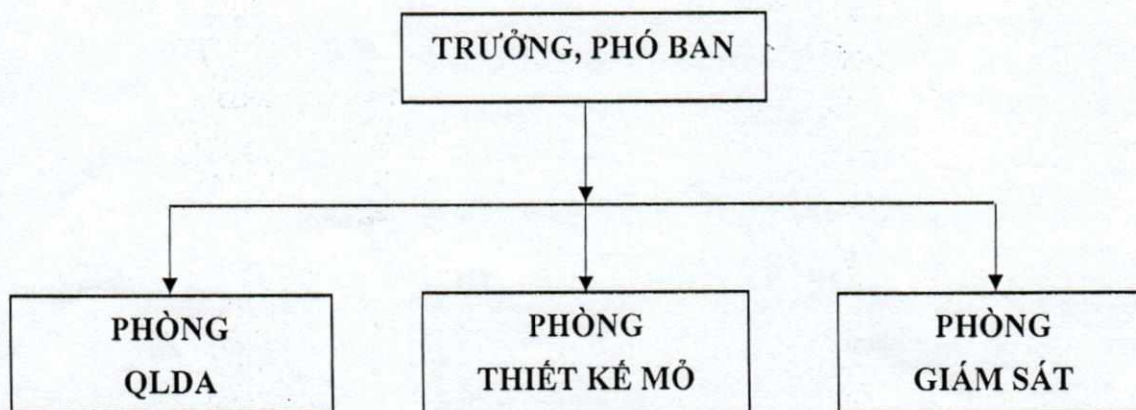 TRƯỞNG, PHÓ BAN
PHÒNG
QLDA
PHÒNG
THIẾT KẾ MỎ
PHÒNG
GIÁM SÁT